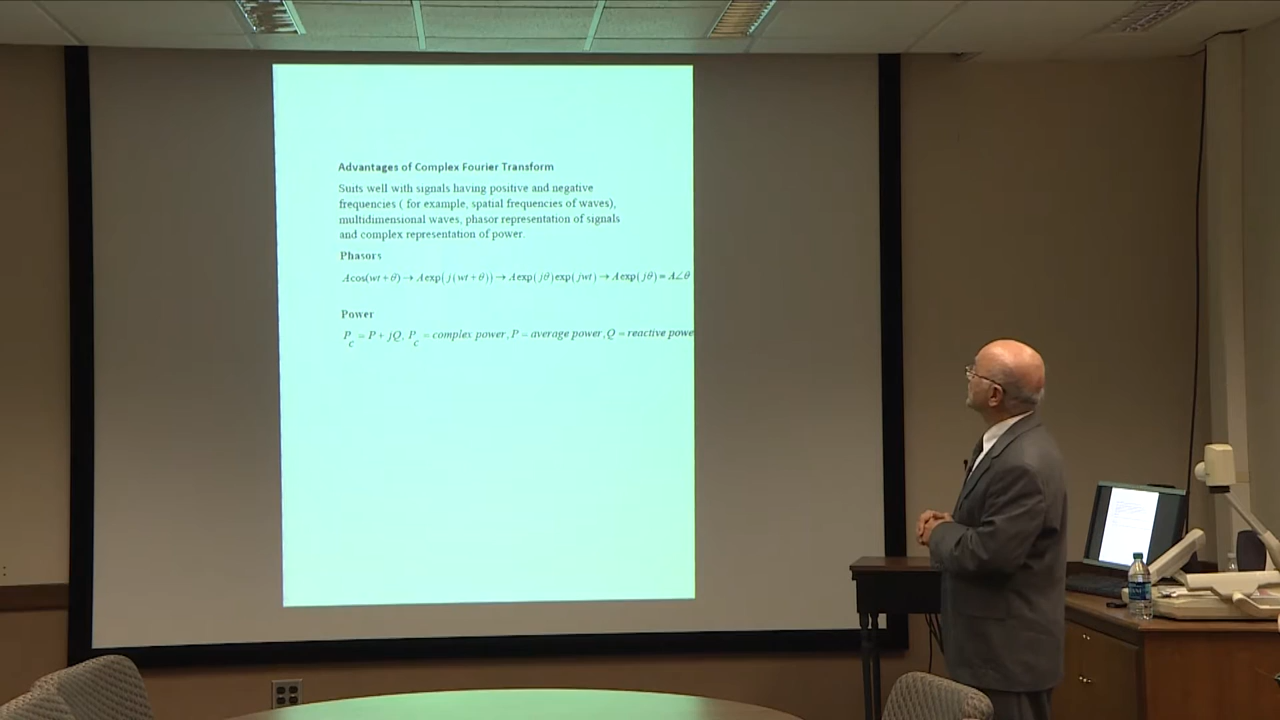 Advantages of Complex Fourier Transform
Suits well with signals having positive and negative
frequencies ( for example, spatial frequencies of waves),
multidimensional waves, phasor representation of signals
and complex representation of power.
Phasors
Acos(wt + θ) → Aexp( j ( wt + θ)) → Aexp( jθ)exp( jwt) → Aexp( jθ) = A∠θ
Power
P_c = P + jQ, P_c = complex power, P = average power, Q = reactive powe